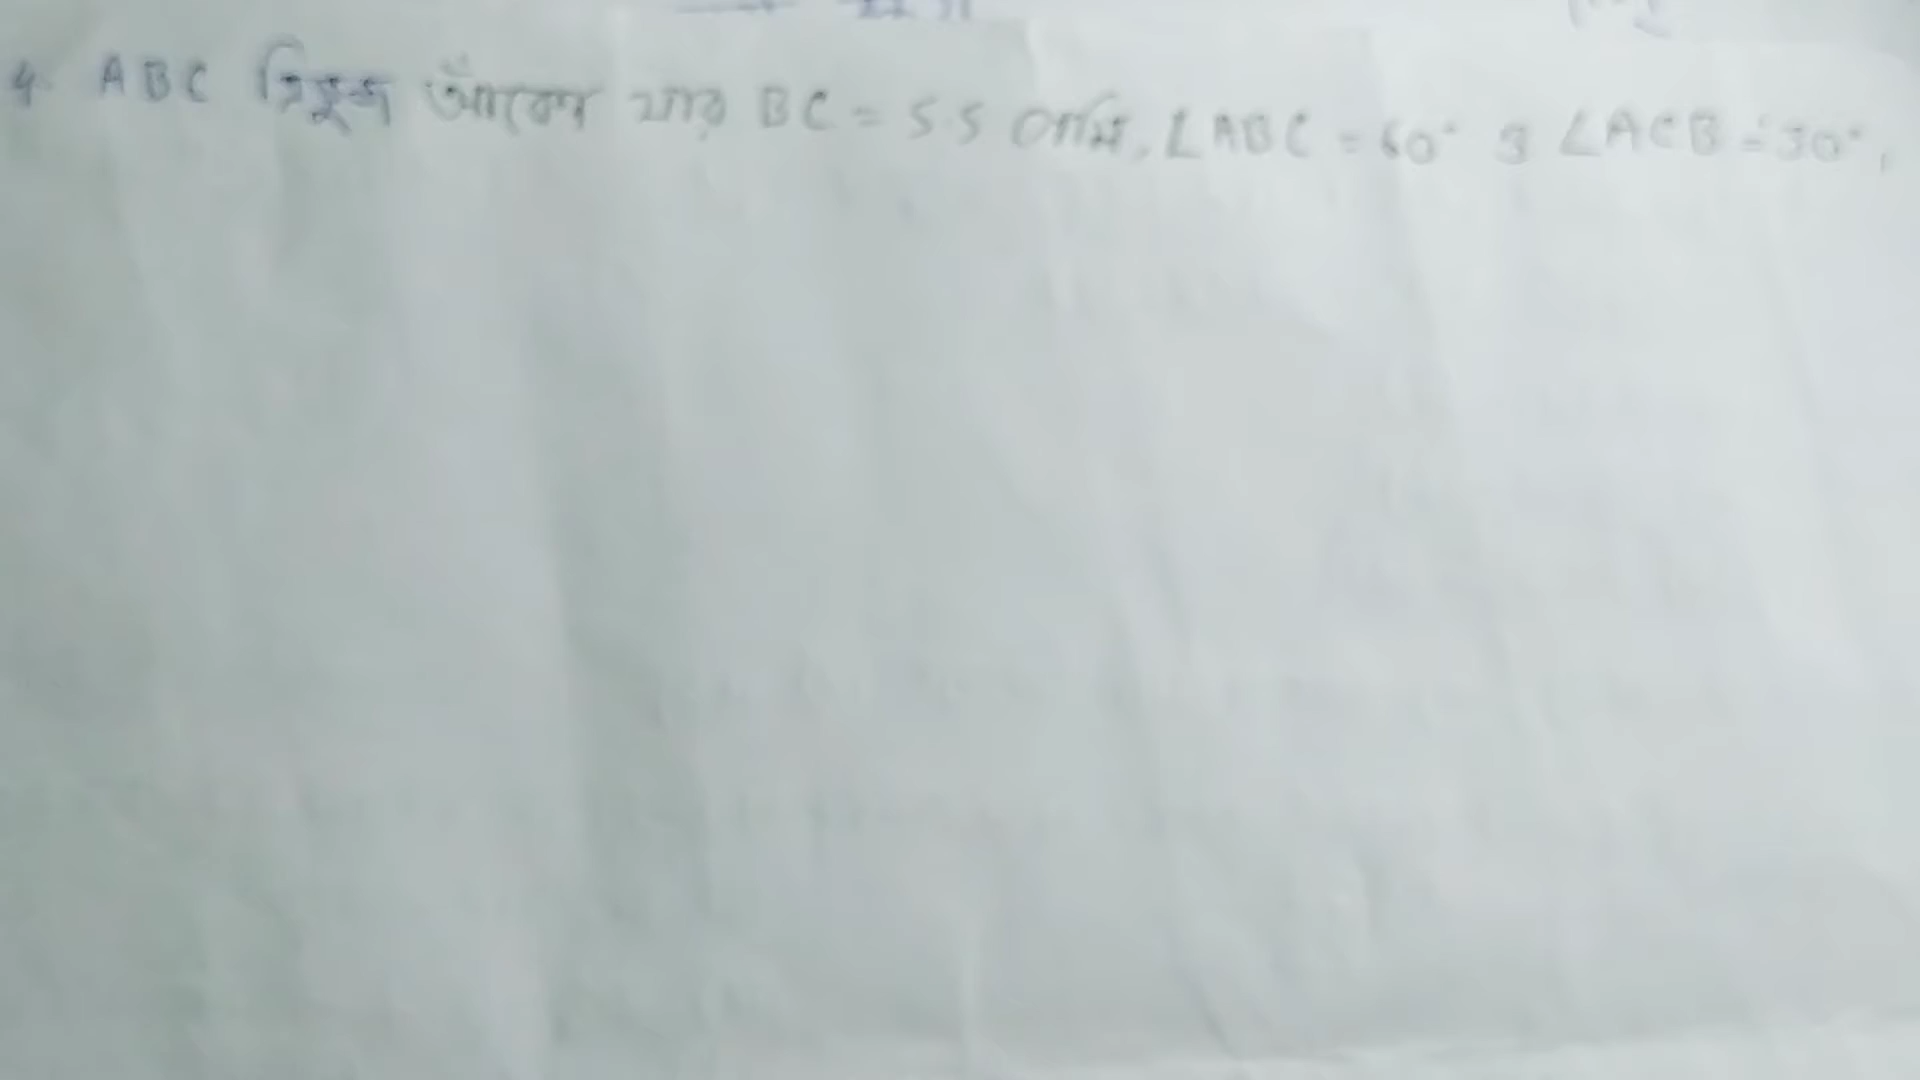 4. ABC ত্রিভুজ আঁকো যার BC = 5.5 সেমি, ∠ABC = 60° ও ∠ACB = 30°,